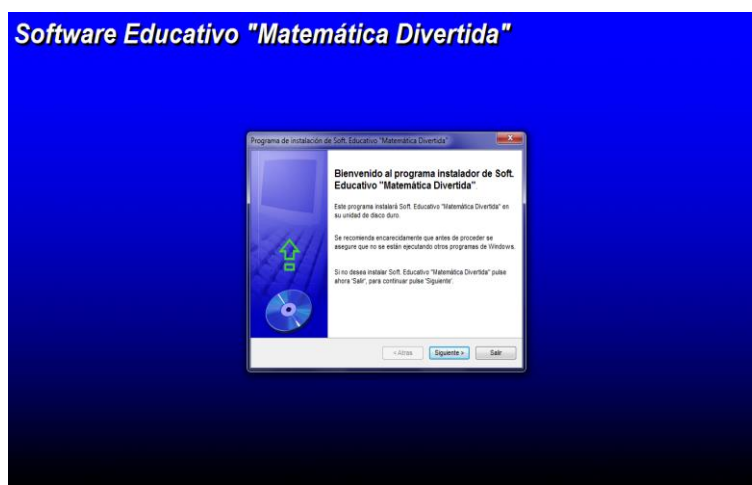 Software Educativo "Matemática Divertida"
Programa de instalación de Soft. Educativo "Matemática Divertida"
Bienvenido al programa instalador de Soft.
Educativo "Matemática Divertida".
Este programa instalará Soft. Educativo "Matemática Divertida" en
su unidad de disco duro.
Se recomienda encarecidamente que antes de proceder se
asegure que no se están ejecutando otros programas de Windows.
Si no desea instalar Soft. Educativo "Matemática Divertida" pulse
ahora 'Salir', para continuar pulse 'Siguiente'.
< Atras Siguiente > Salir